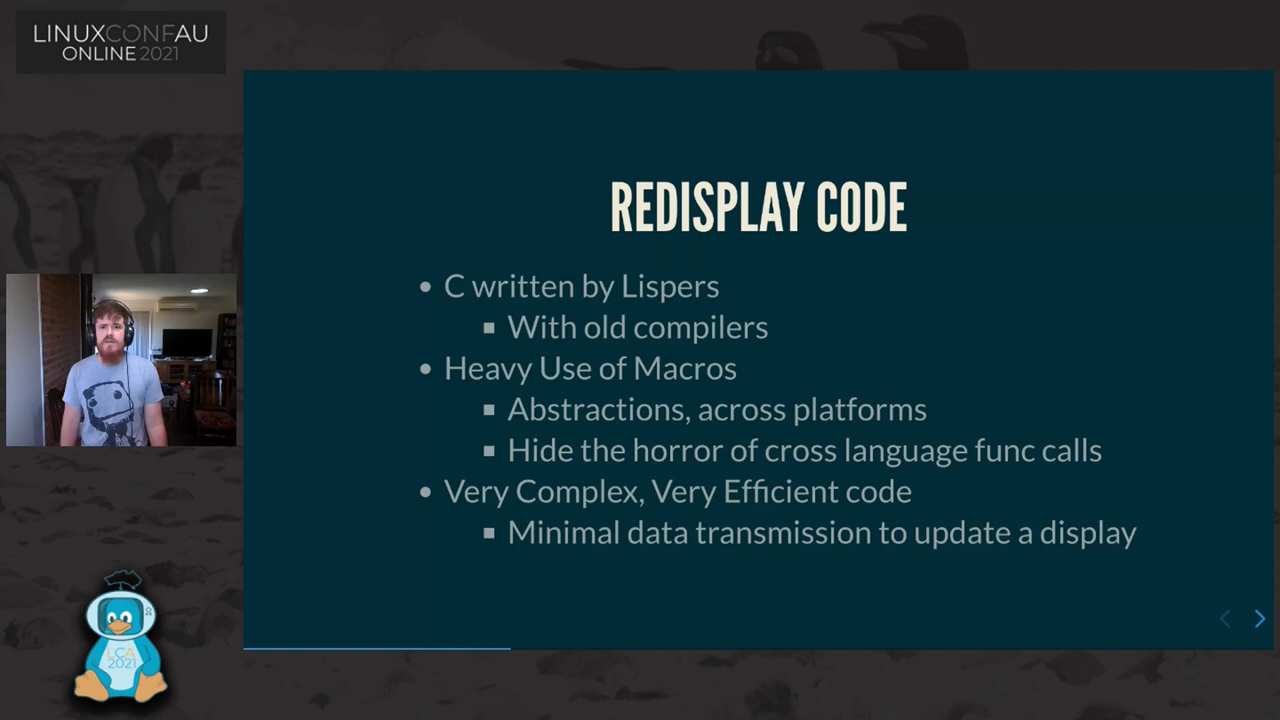 LINUXCONFAU
ONLINE 2021
REDISPLAY CODE
• C written by Lispers
▪ With old compilers
• Heavy Use of Macros
▪ Abstractions, across platforms
▪ Hide the horror of cross language func calls
• Very Complex, Very Efficient code
▪ Minimal data transmission to update a display
LCA
2021